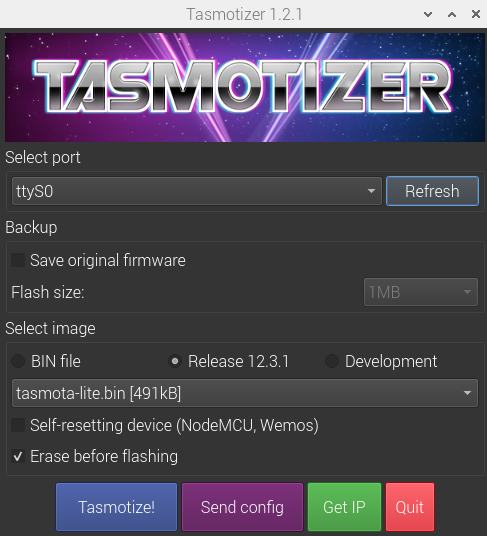 Tasmotizer 1.2.1
TASMOTIZER
Select port
ttyS0 Refresh
Backup
Save original firmware
Flash size: 1MB
Select image
BIN file Release 12.3.1 Development
tasmota-lite.bin [491kB]
Self-resetting device (NodeMCU, Wemos)
Erase before flashing
Tasmotize! Send config Get IP Quit